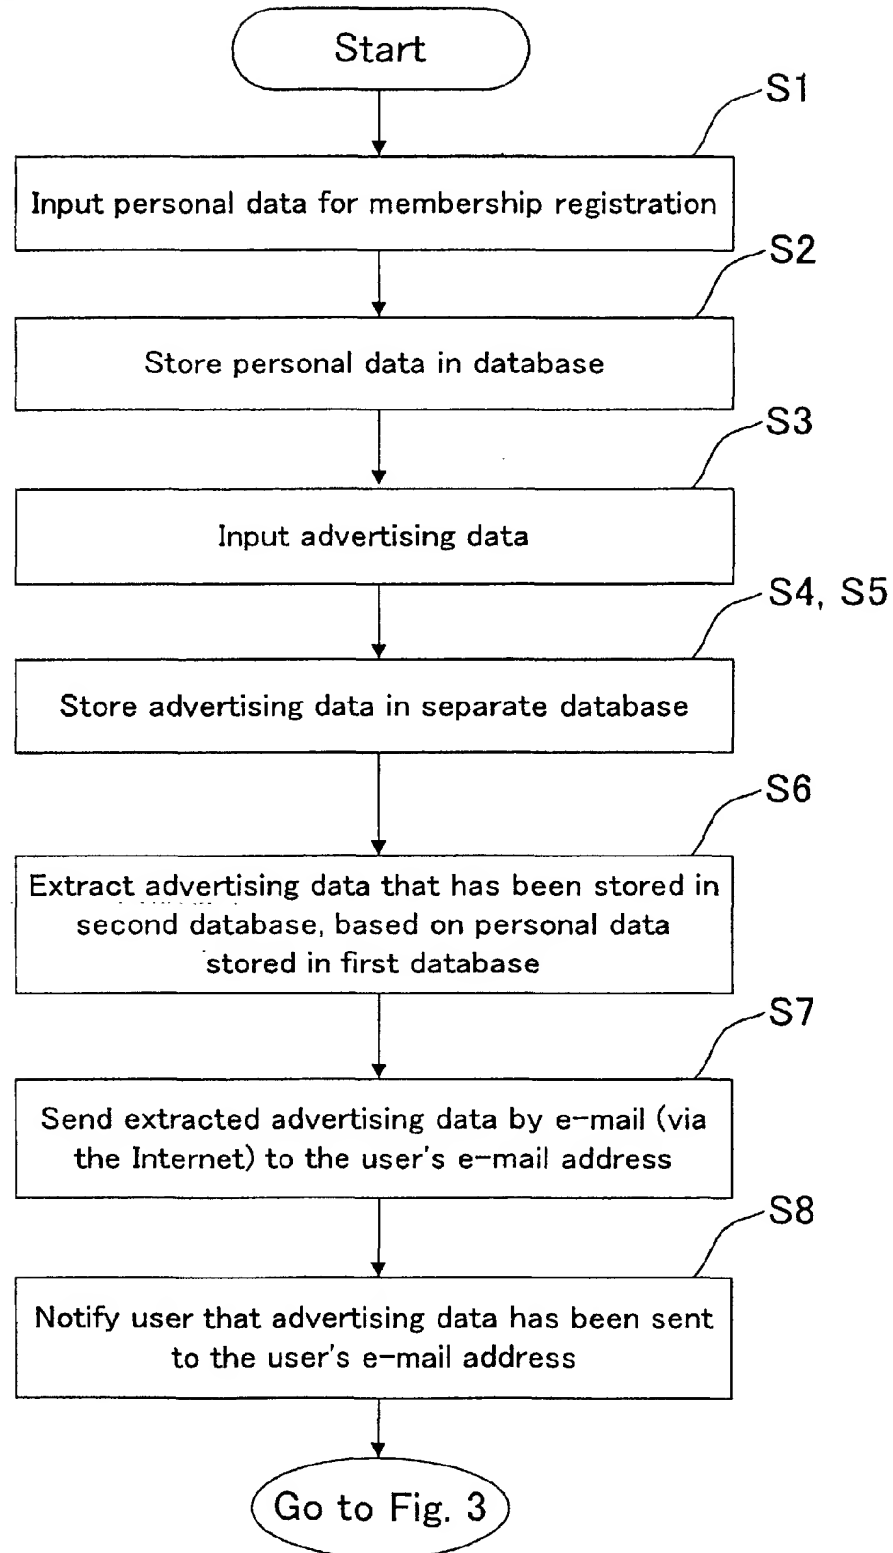 Start
S1
Input personal data for membership registration
S2
Store personal data in database
S3
Input advertising data
S4, S5
Store advertising data in separate database
S6
Extract advertising data that has been stored in
second database, based on personal data
stored in first database
S7
Send extracted advertising data by e-mail (via
the Internet) to the user's e-mail address
S8
Notify user that advertising data has been sent
to the user's e-mail address
Go to Fig. 3